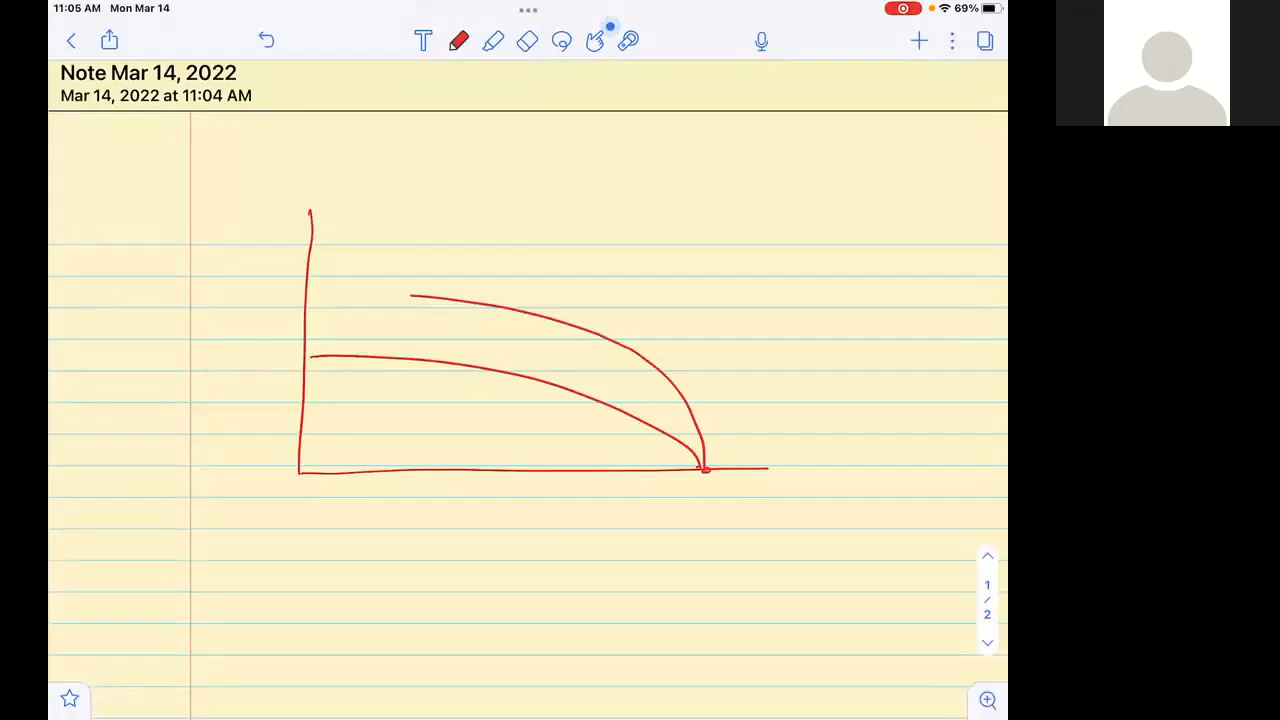 11:05 AM Mon Mar 14
69%
Note Mar 14, 2022
Mar 14, 2022 at 11:04 AM
1
/
2